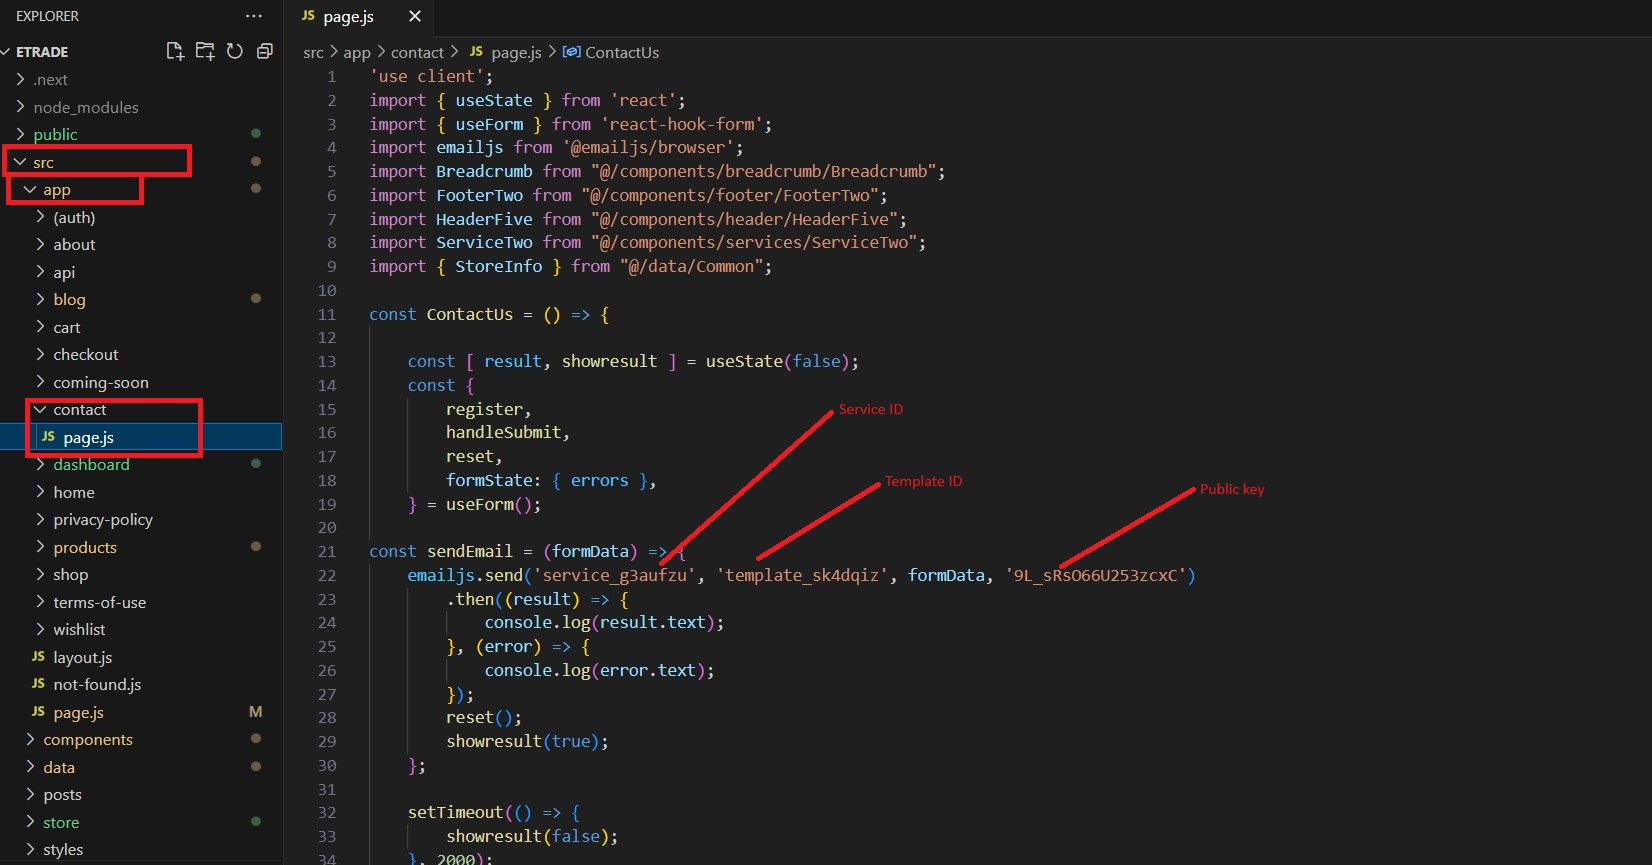 EXPLORER
ETRADE
.next
node_modules
public
src
app
(auth)
about
api
blog
cart
checkout
coming-soon
contact
JS page.js
dashboard
home
privacy-policy
products
shop
terms-of-use
wishlist
JS layout.js
JS not-found.js
JS page.js M
components
data
posts
store
styles
JS page.js
src > app > contact > JS page.js > ContactUs
1 'use client';
2 import { useState } from 'react';
3 import { useForm } from 'react-hook-form';
4 import emailjs from '@emailjs/browser';
5 import Breadcrumb from "@/components/breadcrumb/Breadcrumb";
6 import FooterTwo from "@/components/footer/FooterTwo";
7 import HeaderFive from "@/components/header/HeaderFive";
8 import ServiceTwo from "@/components/services/ServiceTwo";
9 import { StoreInfo } from "@/data/Common";
10
11 const ContactUs = () => {
12
13 const [ result, showresult ] = useState(false);
14 const {
15 register,
Service ID
16 handleSubmit,
17 reset,
18 formState: { errors },
Template ID
Public key
19 } = useForm();
20
21 const sendEmail = (formData) => {
22 emailjs.send('service_g3aufzu', 'template_sk4dqiz', formData, '9L_sRsO66U253zcxC')
23 .then((result) => {
24 console.log(result.text);
25 }, (error) => {
26 console.log(error.text);
27 });
28 reset();
29 showresult(true);
30 };
31
32 setTimeout(() => {
33 showresult(false);
34 }, 2000);